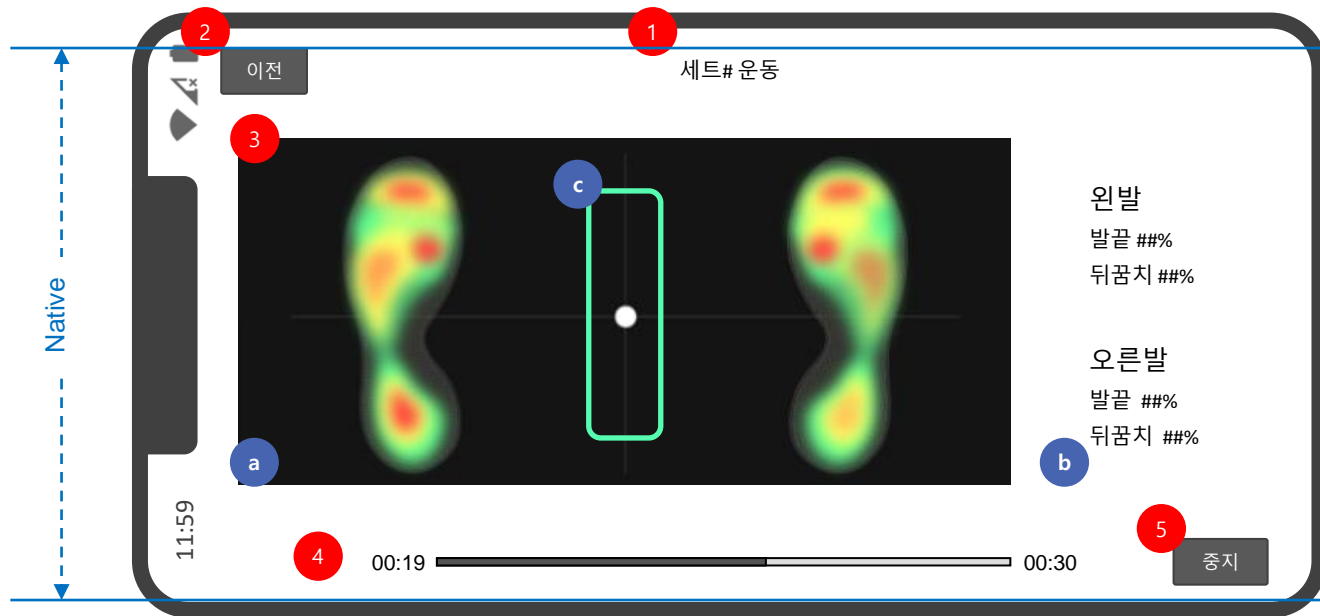 1
2
이전
세트# 운동
3
c
왼발
발끝 ##%
뒤꿈치 ##%
Native
오른발
발끝 ##%
뒤꿈치 ##%
a
b
11:59
4
00:19
00:30
5
중지